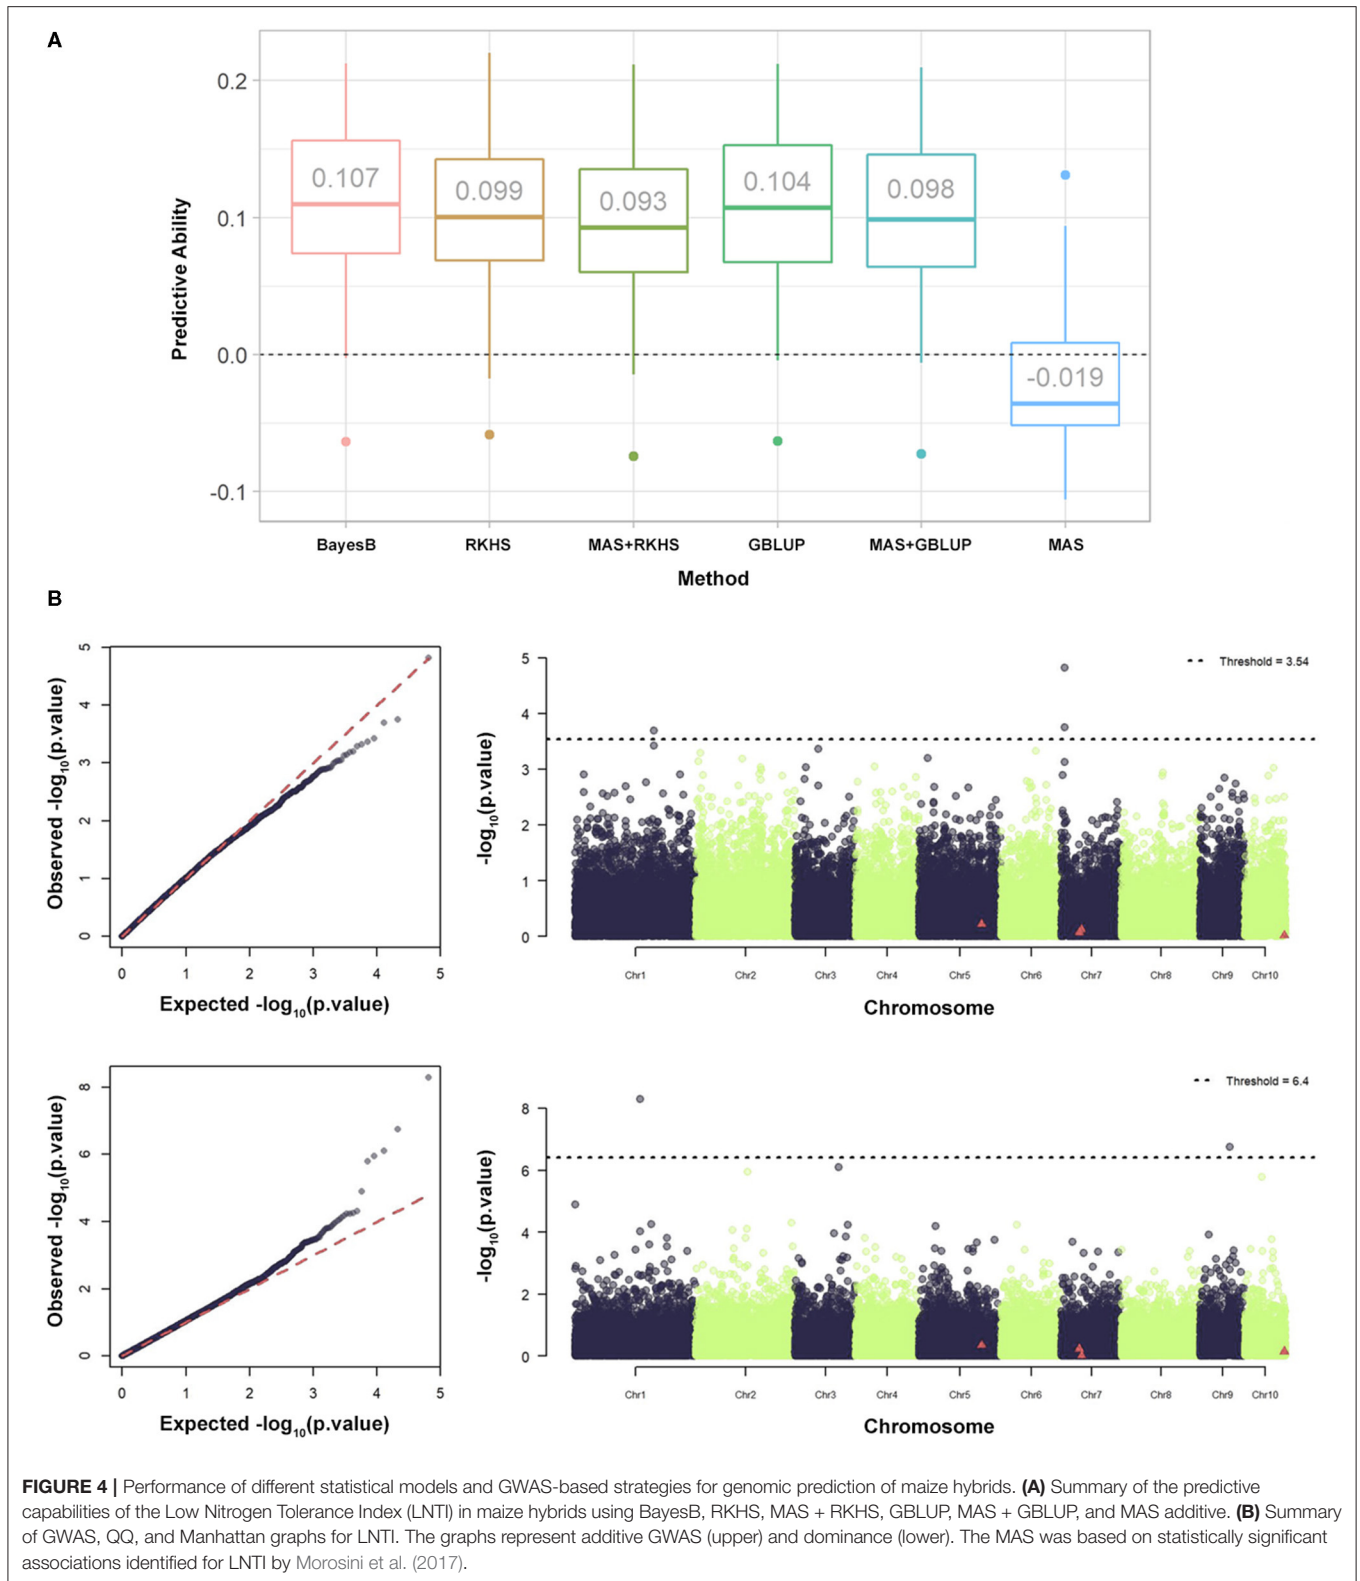 A
Predictive Ability
0.2
0.1
0.0
-0.1
0.107
0.099
0.093
0.104
0.098
-0.019
BayesB RKHS MAS+RKHS GBLUP MAS+GBLUP MAS
Method
B
Observed -log10(p.value)
5
4
3
2
1
0
0 1 2 3 4 5
Expected -log10(p.value)
-log10(p.value)
5
4
3
2
1
0
Threshold = 3.54
Chr1 Chr2 Chr3 Chr4 Chr5 Chr6 Chr7 Chr8 Chr9 Chr10
Chromosome
Observed -log10(p.value)
8
6
4
2
0
0 1 2 3 4 5
Expected -log10(p.value)
-log10(p.value)
8
6
4
2
0
Threshold = 6.4
Chr1 Chr2 Chr3 Chr4 Chr5 Chr6 Chr7 Chr8 Chr9 Chr10
Chromosome
FIGURE 4 | Performance of different statistical models and GWAS-based strategies for genomic prediction of maize hybrids. (A) Summary of the predictive
capabilities of the Low Nitrogen Tolerance Index (LNTI) in maize hybrids using BayesB, RKHS, MAS + RKHS, GBLUP, MAS + GBLUP, and MAS additive. (B) Summary
of GWAS, QQ, and Manhattan graphs for LNTI. The graphs represent additive GWAS (upper) and dominance (lower). The MAS was based on statistically significant
associations identified for LNTI by Morosini et al. (2017).